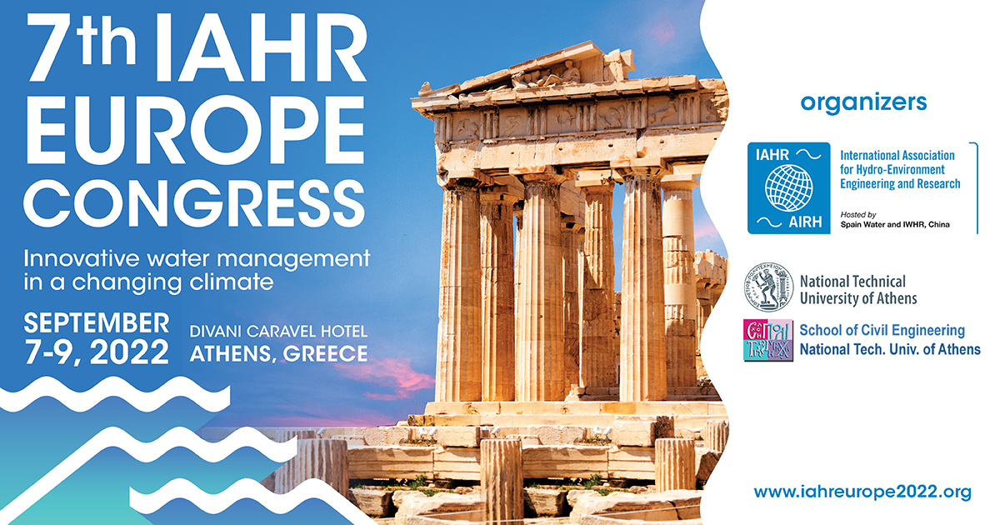 7th IAHR
EUROPE
CONGRESS
Innovative water management
in a changing climate
SEPTEMBER
7-9, 2022
DIVANI CARAVEL HOTEL
ATHENS, GREECE
organizers
IAHR
AIRH
International Association
for Hydro-Environment
Engineering and Research
Hosted by
Spain Water and IWHR, China
National Technical
University of Athens
School of Civil Engineering
National Tech. Univ. of Athens
www.iahreurope2022.org